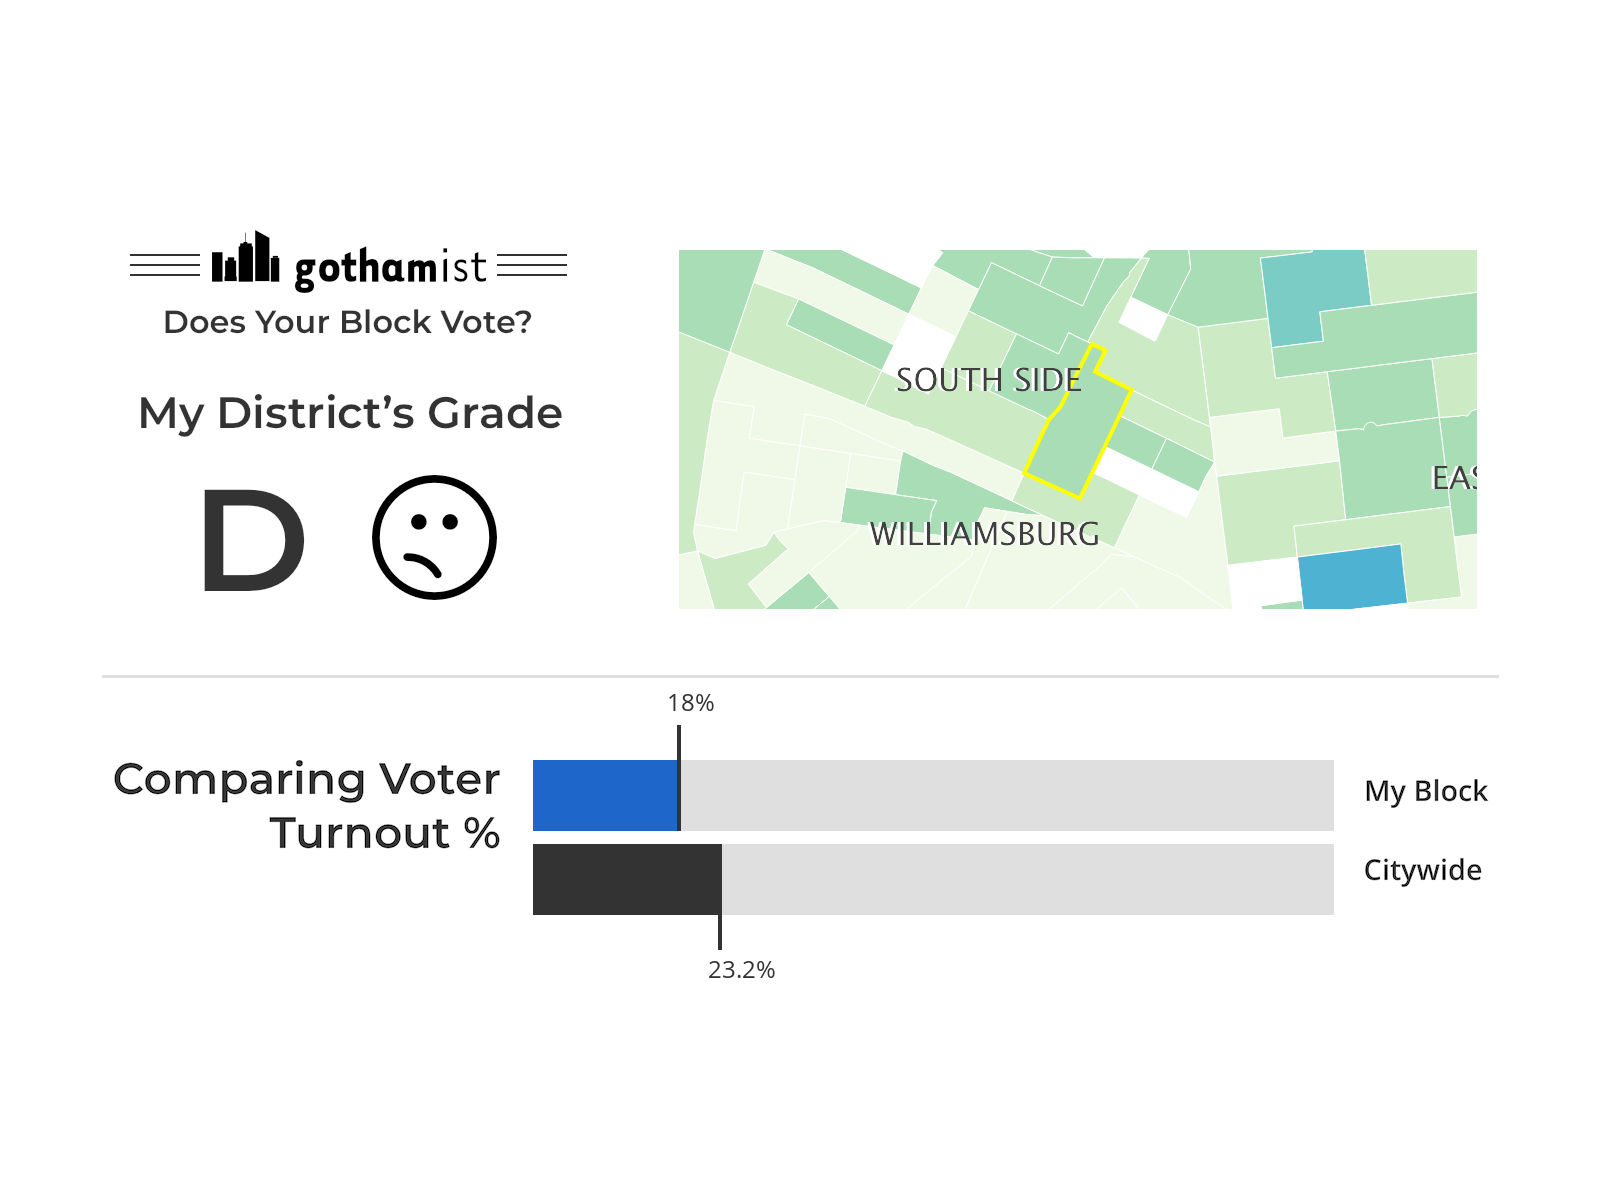 gothamist
Does Your Block Vote?
My District’s Grade
D
SOUTH SIDE
EAS
WILLIAMSBURG
18%
Comparing Voter
Turnout %
My Block
Citywide
23.2%